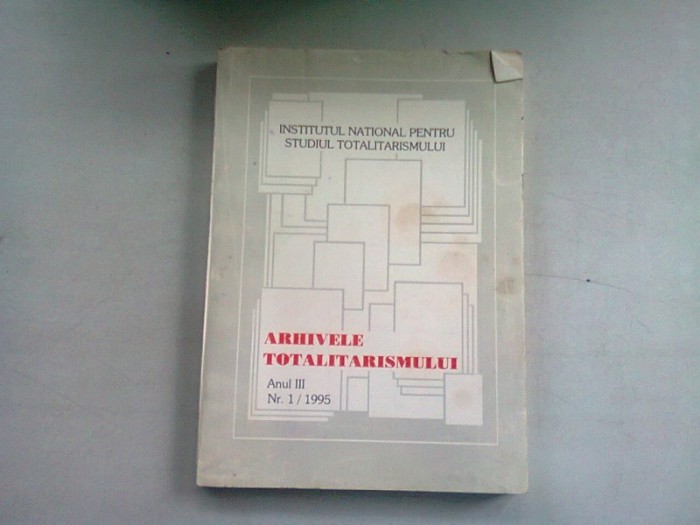 INSTITUTUL NATIONAL PENTRU
STUDIUL TOTALITARISMULUI
ARHIVELE
TOTALITARISMULUI
Anul III
Nr. 1 / 1995